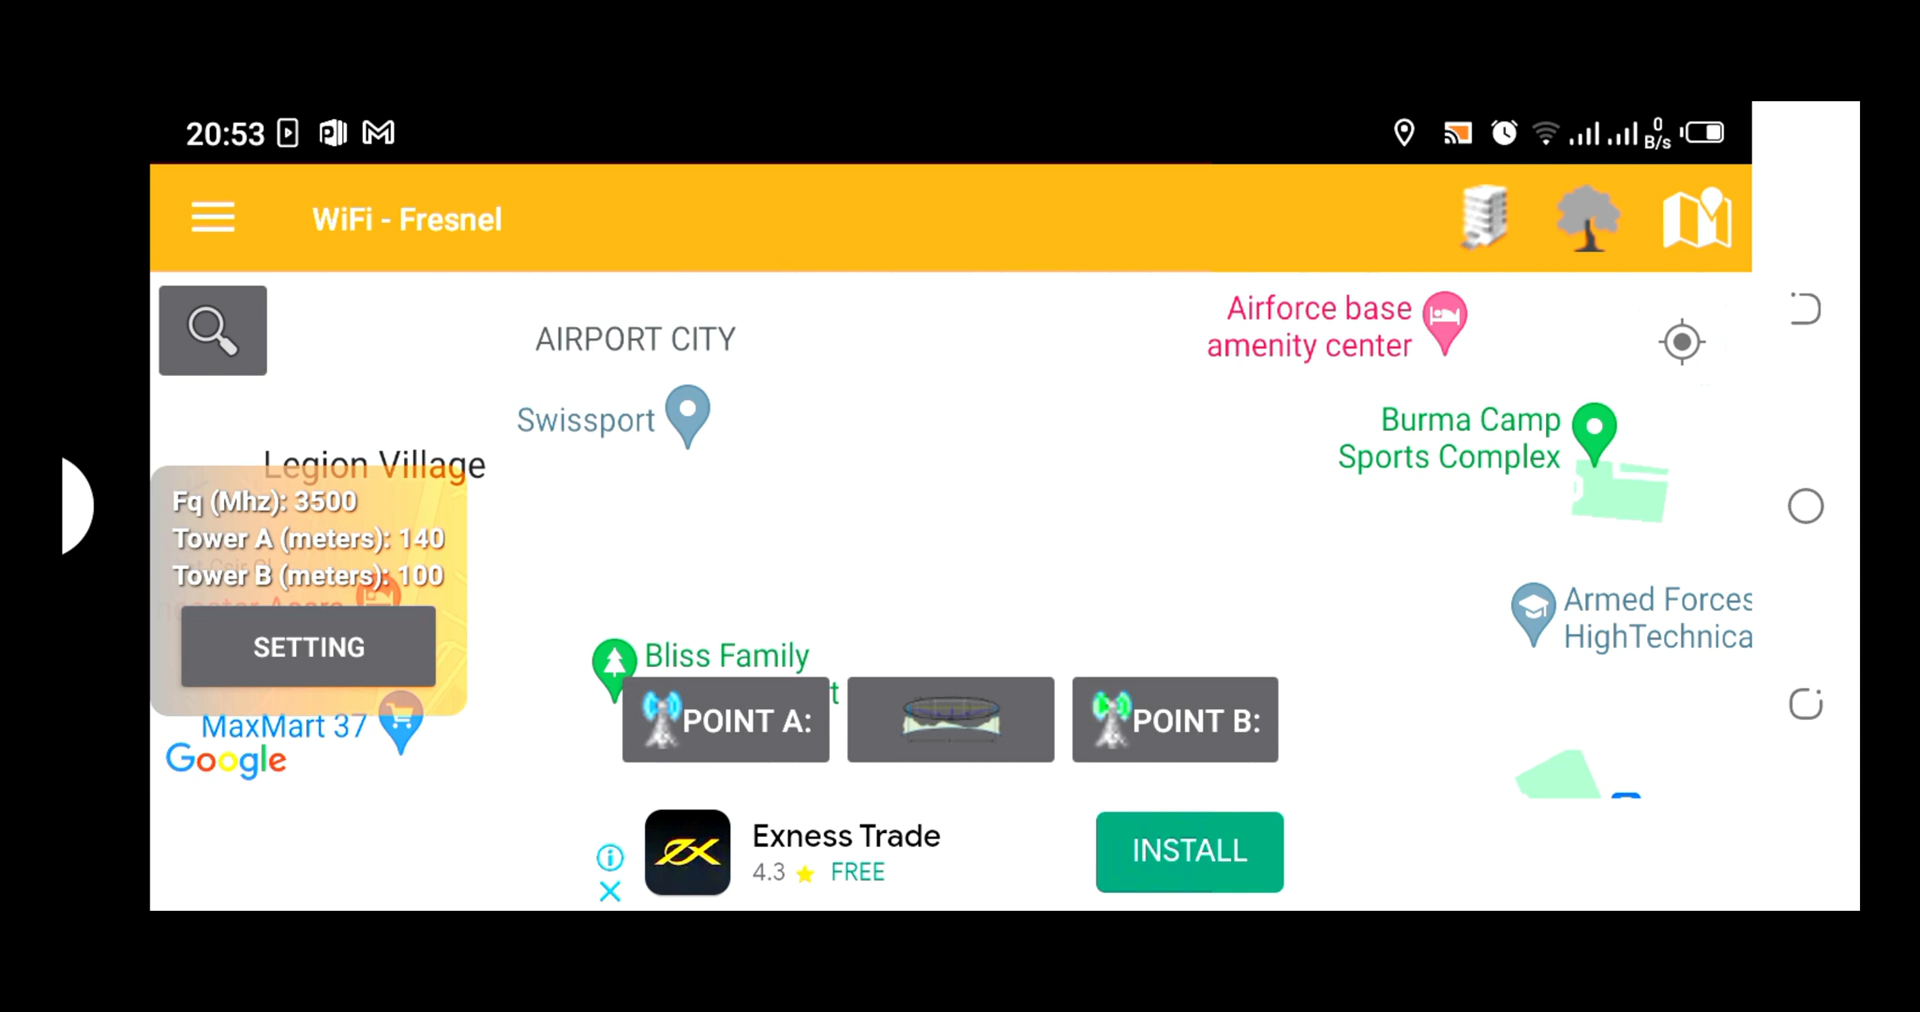 20:53
0
B/s
WiFi - Fresnel
Airforce base
amenity center
AIRPORT CITY
Swissport
Burma Camp
Sports Complex
Legion Village
Fq (Mhz): 3500
Tower A (meters): 140
Tower B (meters): 100
SETTING
Armed Forces
HighTechnica
Bliss Family
t
MaxMart 37
Google
POINT A:
POINT B:
Exness Trade
4.3 FREE
INSTALL